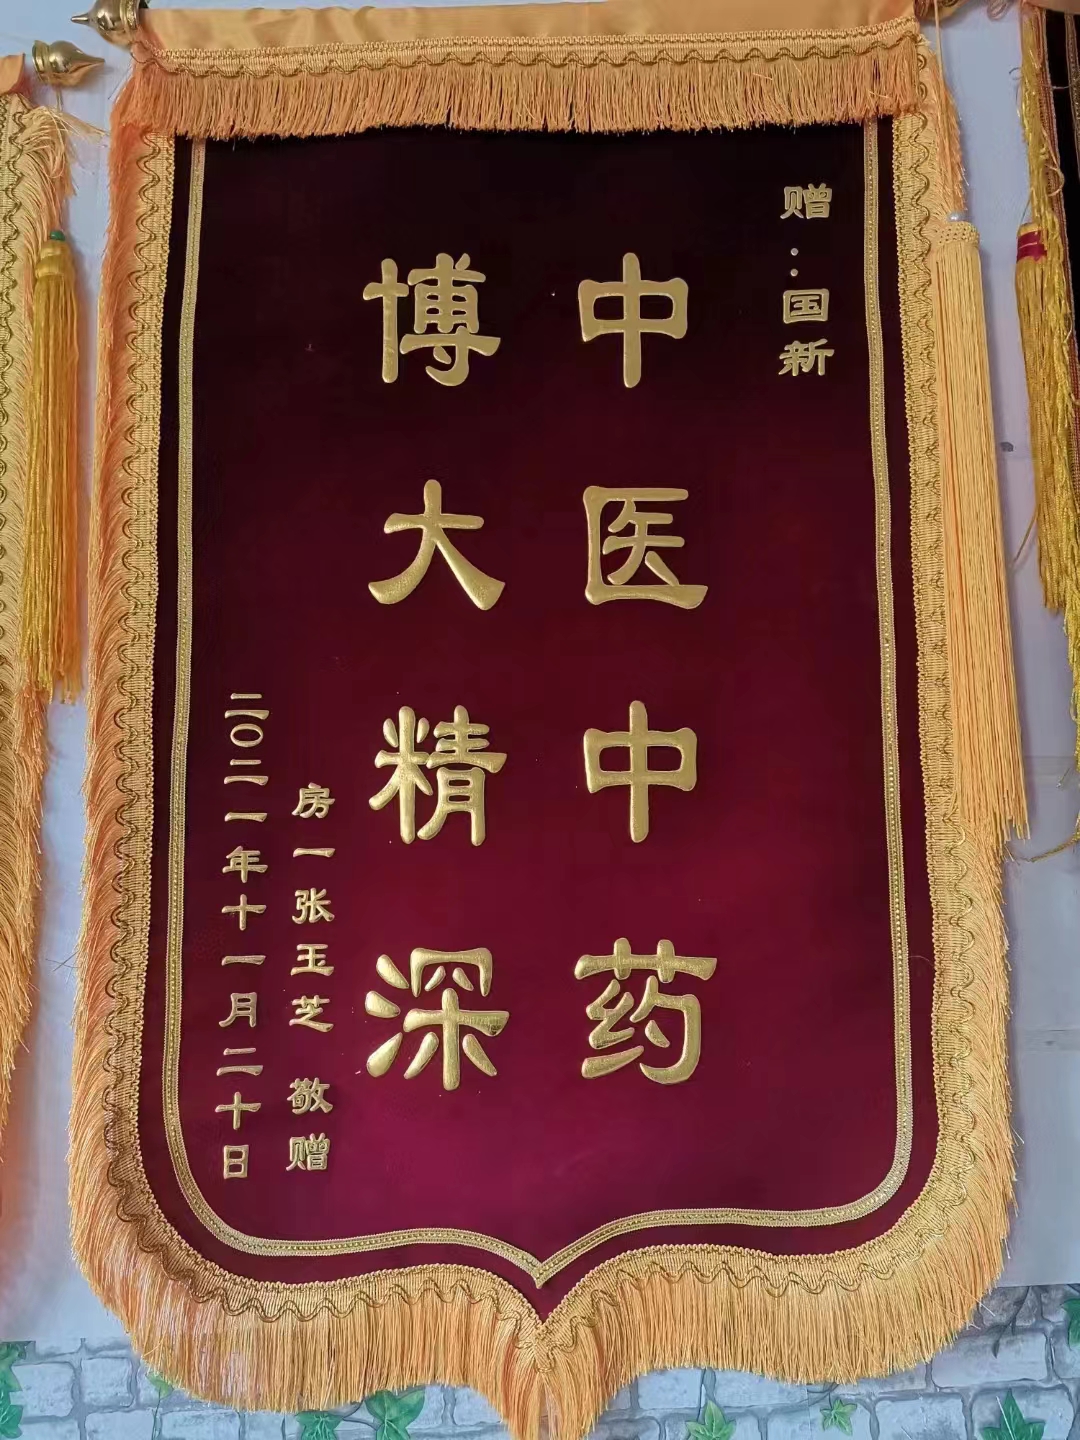 赠：国新
中医中药
博大精深
房一张玉芝 敬赠
二〇二一年十一月二十日